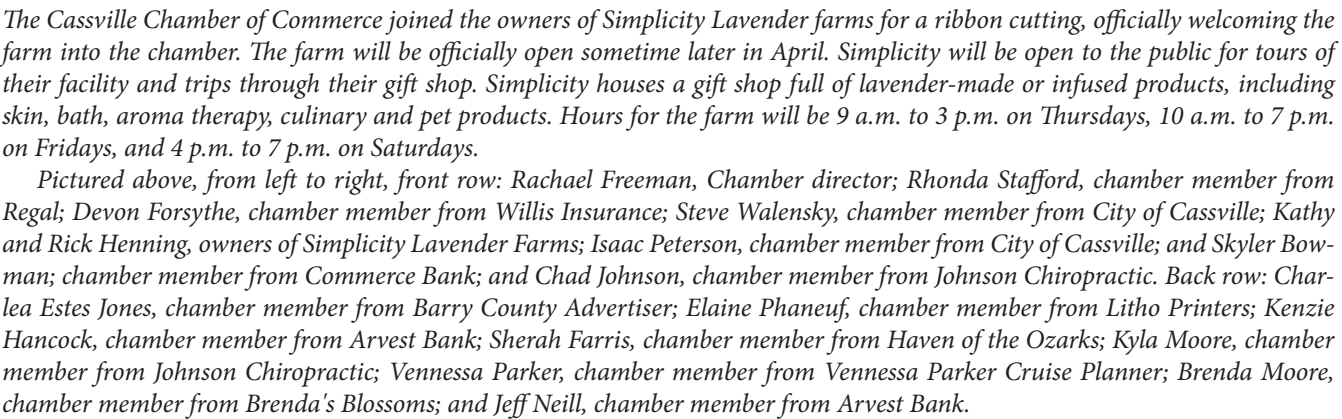 The Cassville Chamber of Commerce joined the owners of Simplicity Lavender farms for a ribbon cutting, officially welcoming the
farm into the chamber. The farm will be officially open sometime later in April. Simplicity will be open to the public for tours of
their facility and trips through their gift shop. Simplicity houses a gift shop full of lavender-made or infused products, including
skin, bath, aroma therapy, culinary and pet products. Hours for the farm will be 9 a.m. to 3 p.m. on Thursdays, 10 a.m. to 7 p.m.
on Fridays, and 4 p.m. to 7 p.m. on Saturdays.
Pictured above, from left to right, front row: Rachael Freeman, Chamber director; Rhonda Stafford, chamber member from
Regal; Devon Forsythe, chamber member from Willis Insurance; Steve Walensky, chamber member from City of Cassville; Kathy
and Rick Henning, owners of Simplicity Lavender Farms; Isaac Peterson, chamber member from City of Cassville; and Skyler Bow-
man; chamber member from Commerce Bank; and Chad Johnson, chamber member from Johnson Chiropractic. Back row: Char-
lea Estes Jones, chamber member from Barry County Advertiser; Elaine Phaneuf, chamber member from Litho Printers; Kenzie
Hancock, chamber member from Arvest Bank; Sherah Farris, chamber member from Haven of the Ozarks; Kyla Moore, chamber
member from Johnson Chiropractic; Vennessa Parker, chamber member from Vennessa Parker Cruise Planner; Brenda Moore,
chamber member from Brenda's Blossoms; and Jeff Neill, chamber member from Arvest Bank.